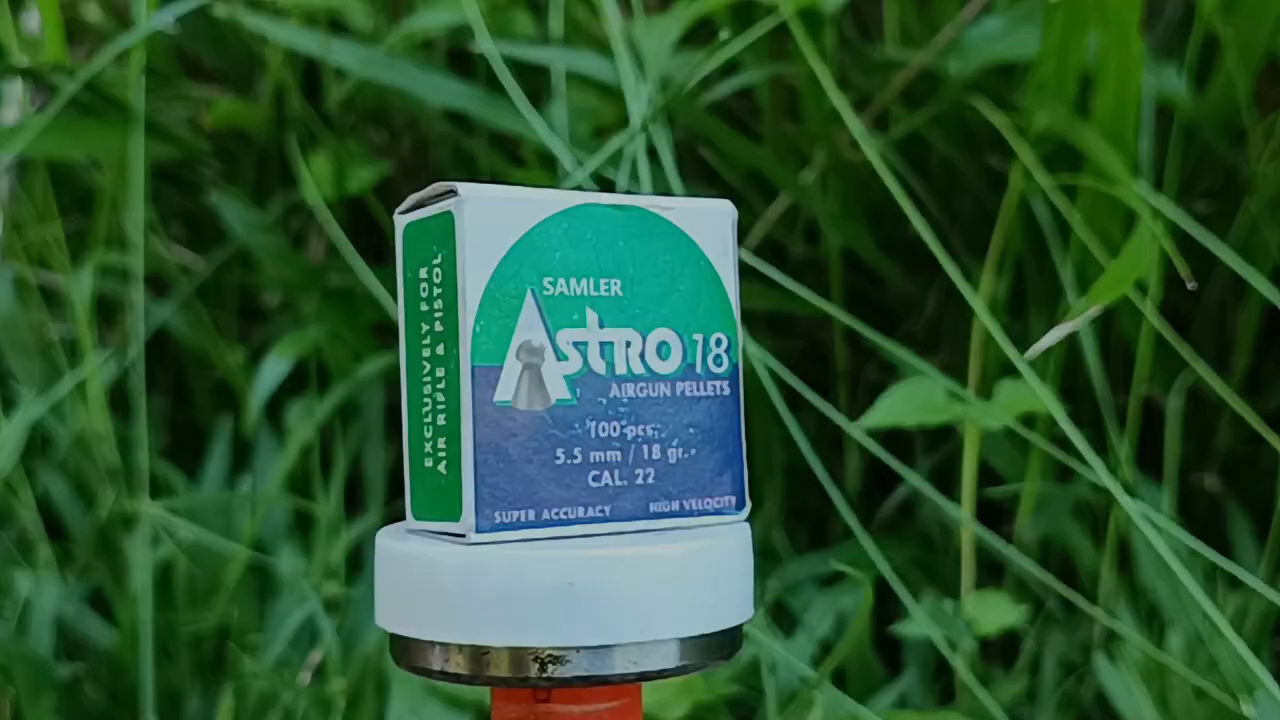 EXCLUSIVELY FOR
AIR RIFLE & PISTOL
SAMLER
ASTRO 18
AIRGUN PELLETS
100 pcs.
5.5 mm / 18 gr.
CAL. 22
SUPER ACCURACY
HIGH VELOCITY